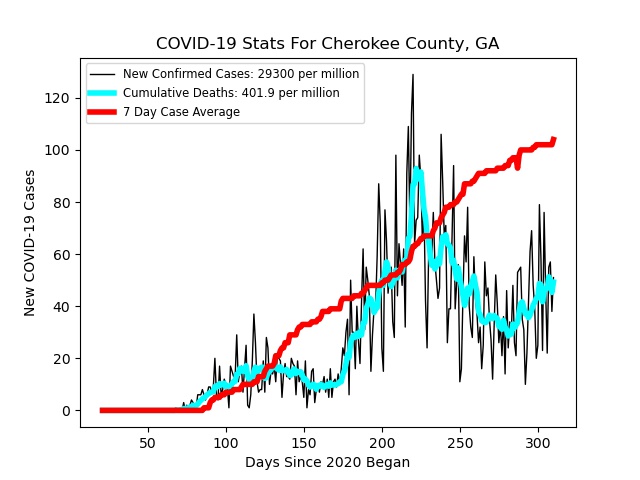 COVID-19 Stats For Cherokee County, GA
New Confirmed Cases: 29300 per million
Cumulative Deaths: 401.9 per million
7 Day Case Average
New COVID-19 Cases
120
100
80
60
40
20
0
50 100 150 200 250 300
Days Since 2020 Began